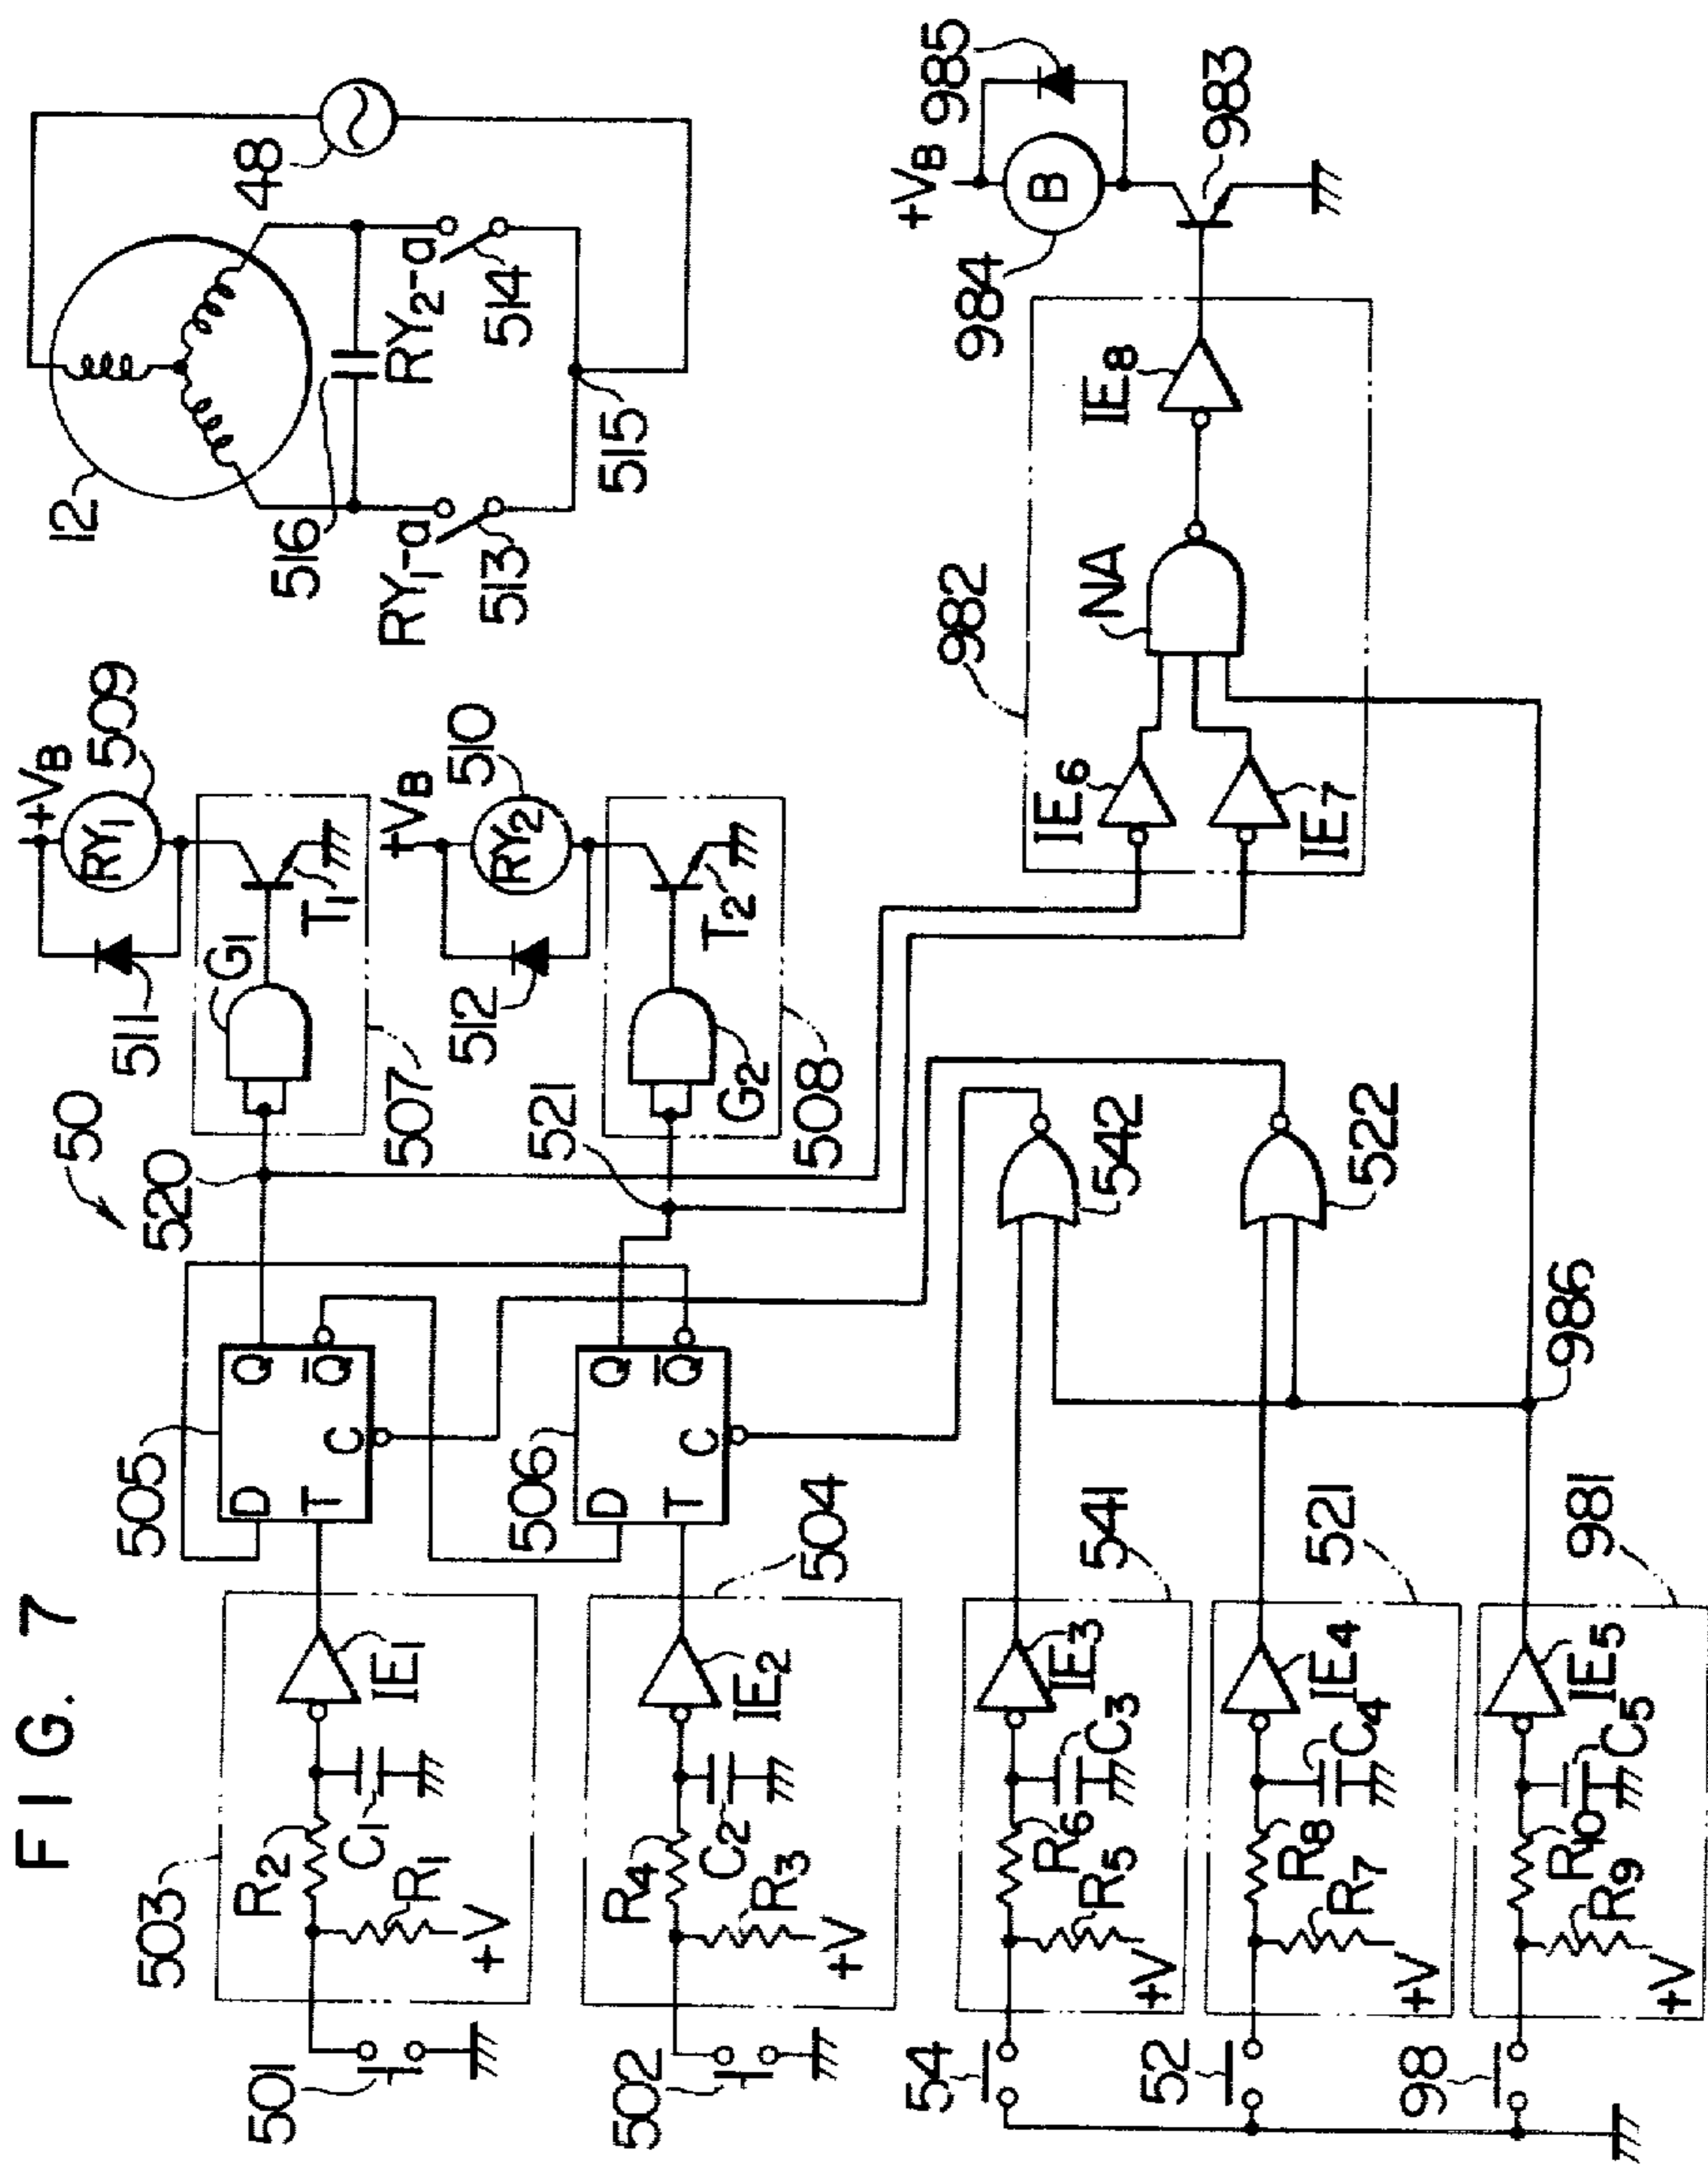 FIG. 7
50
501
503
R2
C1
R1
+V
IE1
505
D
Q
T
Q̅
C
520
G1
T1
507
511
RY1
+VB
509
502
504
R4
C2
R3
+V
IE2
506
D
Q
T
Q̅
C
521
G2
T2
508
512
RY2
+VB
510
12
48
516
RY1-a
513
RY2-a
514
515
54
541
R6
R5
C3
+V
IE3
542
52
521
R8
R7
C4
+V
IE4
522
98
981
R10
R9
C5
+V
IE5
986
982
IE6
IE7
NA
IE8
983
984
B
+VB
985